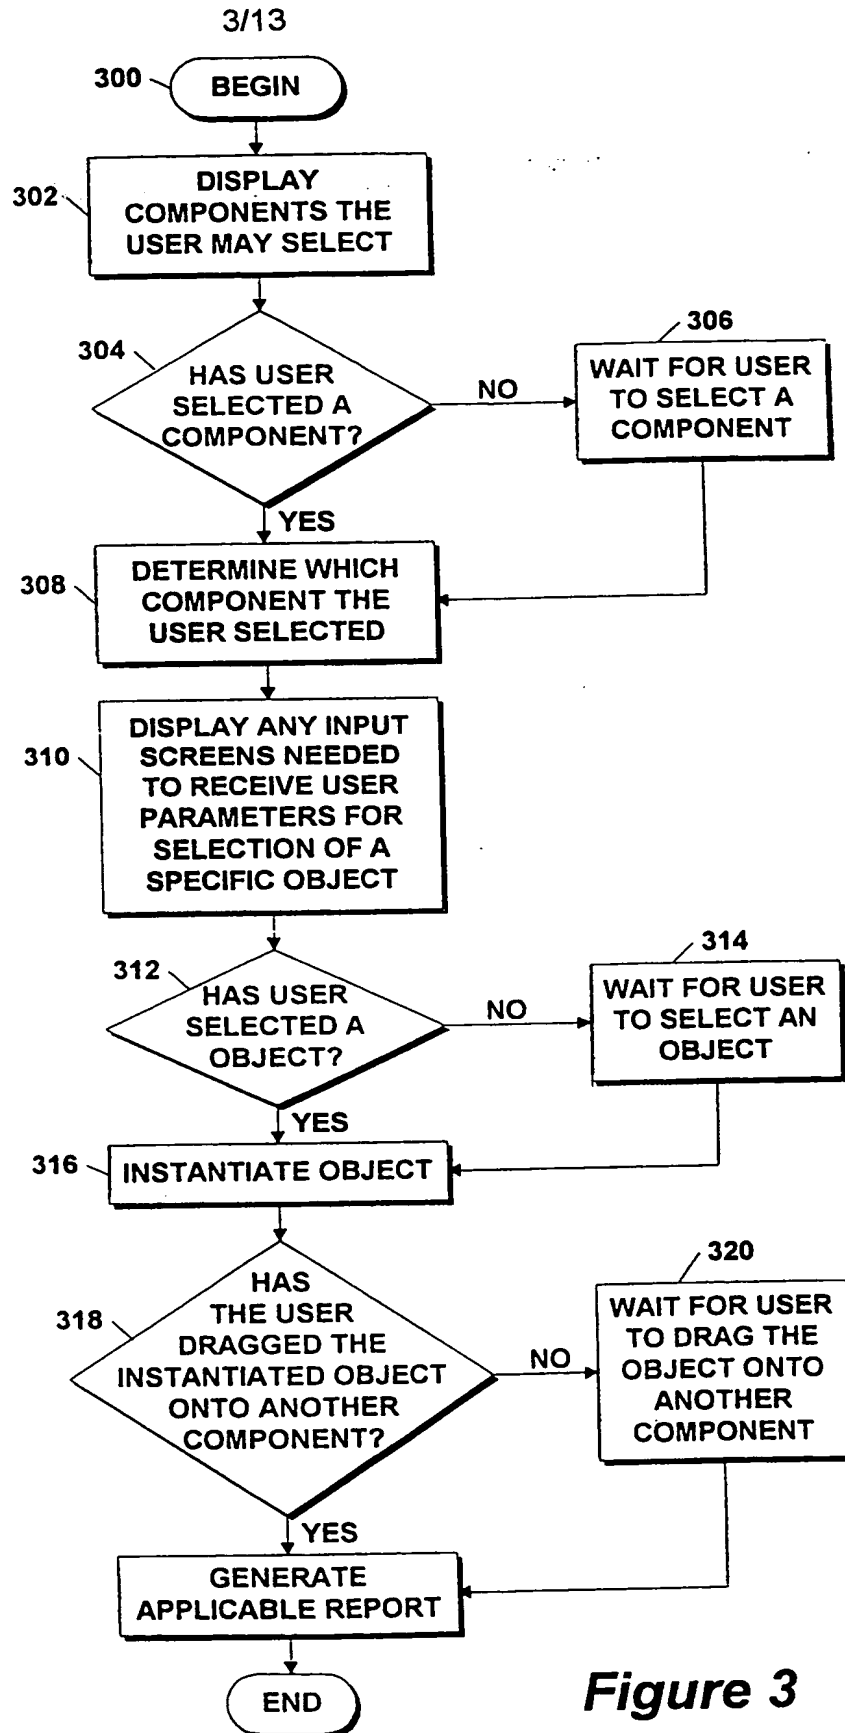 3/13
300
BEGIN
302
DISPLAY
COMPONENTS THE
USER MAY SELECT
304
HAS USER
SELECTED A
COMPONENT?
NO
306
WAIT FOR USER
TO SELECT A
COMPONENT
YES
308
DETERMINE WHICH
COMPONENT THE
USER SELECTED
310
DISPLAY ANY INPUT
SCREENS NEEDED
TO RECEIVE USER
PARAMETERS FOR
SELECTION OF A
SPECIFIC OBJECT
312
HAS USER
SELECTED A
OBJECT?
NO
314
WAIT FOR USER
TO SELECT AN
OBJECT
YES
316
INSTANTIATE OBJECT
318
HAS
THE USER
DRAGGED THE
INSTANTIATED OBJECT
ONTO ANOTHER
COMPONENT?
NO
320
WAIT FOR USER
TO DRAG THE
OBJECT ONTO
ANOTHER
COMPONENT
YES
GENERATE
APPLICABLE REPORT
END
Figure 3